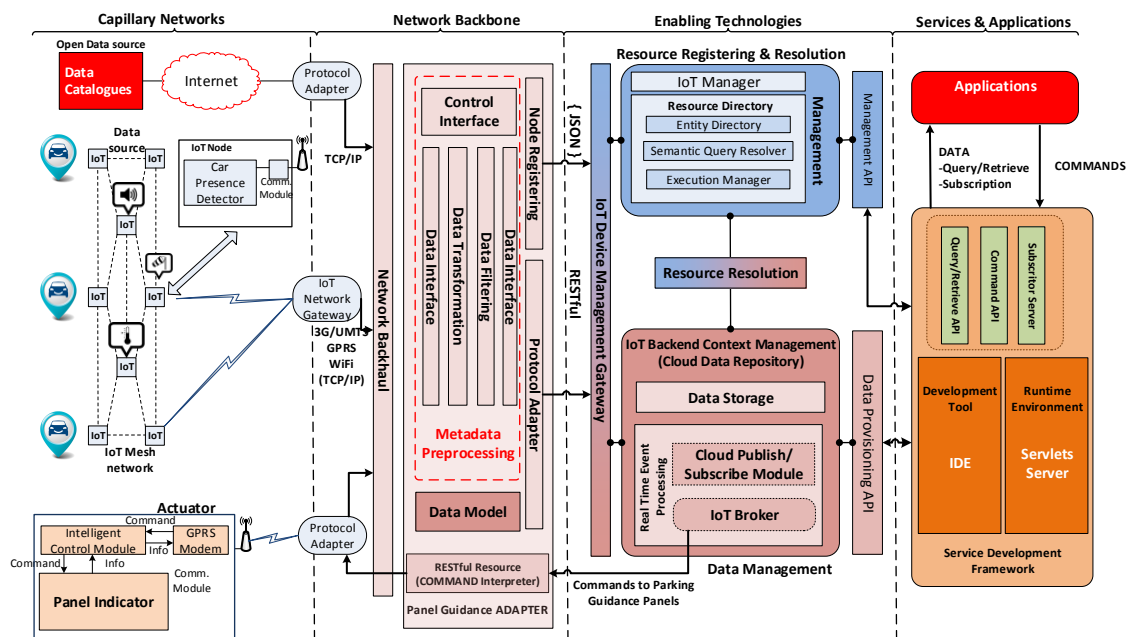 Capillary Networks
Network Backbone
Enabling Technologies
Services & Applications
Open Data source
Data
Catalogues
Internet
Protocol
Adapter
TCP/IP
Data
source
IoT
IoT
IoT
IoT
IoT
IoT
IoT
IoT
IoT Mesh
network
IoT Node
Car
Presence
Detector
Comm.
Module
IoT
Network
Gateway
3G/UMTS
GPRS
WiFi
(TCP/IP)
Actuator
Intelligent
Control Module
Command
Info
GPRS
Modem
Command
Info
Comm.
Module
Panel Indicator
Protocol
Adapter
Network Backhaul
Control
Interface
Data Interface
Data Transformation
Data Filtering
Data Interface
Metadata
Preprocessing
Data Model
Node Registering
Protocol Adapter
RESTful Resource
(COMMAND Interpreter)
Panel Guidance ADAPTER
{ JSON }
RESTful
IoT Device Management Gateway
Resource Registering & Resolution
IoT Manager
Resource Directory
Entity Directory
Semantic Query Resolver
Execution Manager
Management
Management API
Resource Resolution
IoT Backend Context Management
(Cloud Data Repository)
Data Storage
Real Time Event
Processing
Cloud Publish/
Subscribe Module
IoT Broker
Data Management
Data Provisioning API
Commands to Parking
Guidance Panels
Applications
DATA
-Query/Retrieve
-Subscription
COMMANDS
Query/Retrieve API
Command API
Subscritor Server
Development
Tool
IDE
Runtime
Environment
Servlets
Server
Service Development
Framework